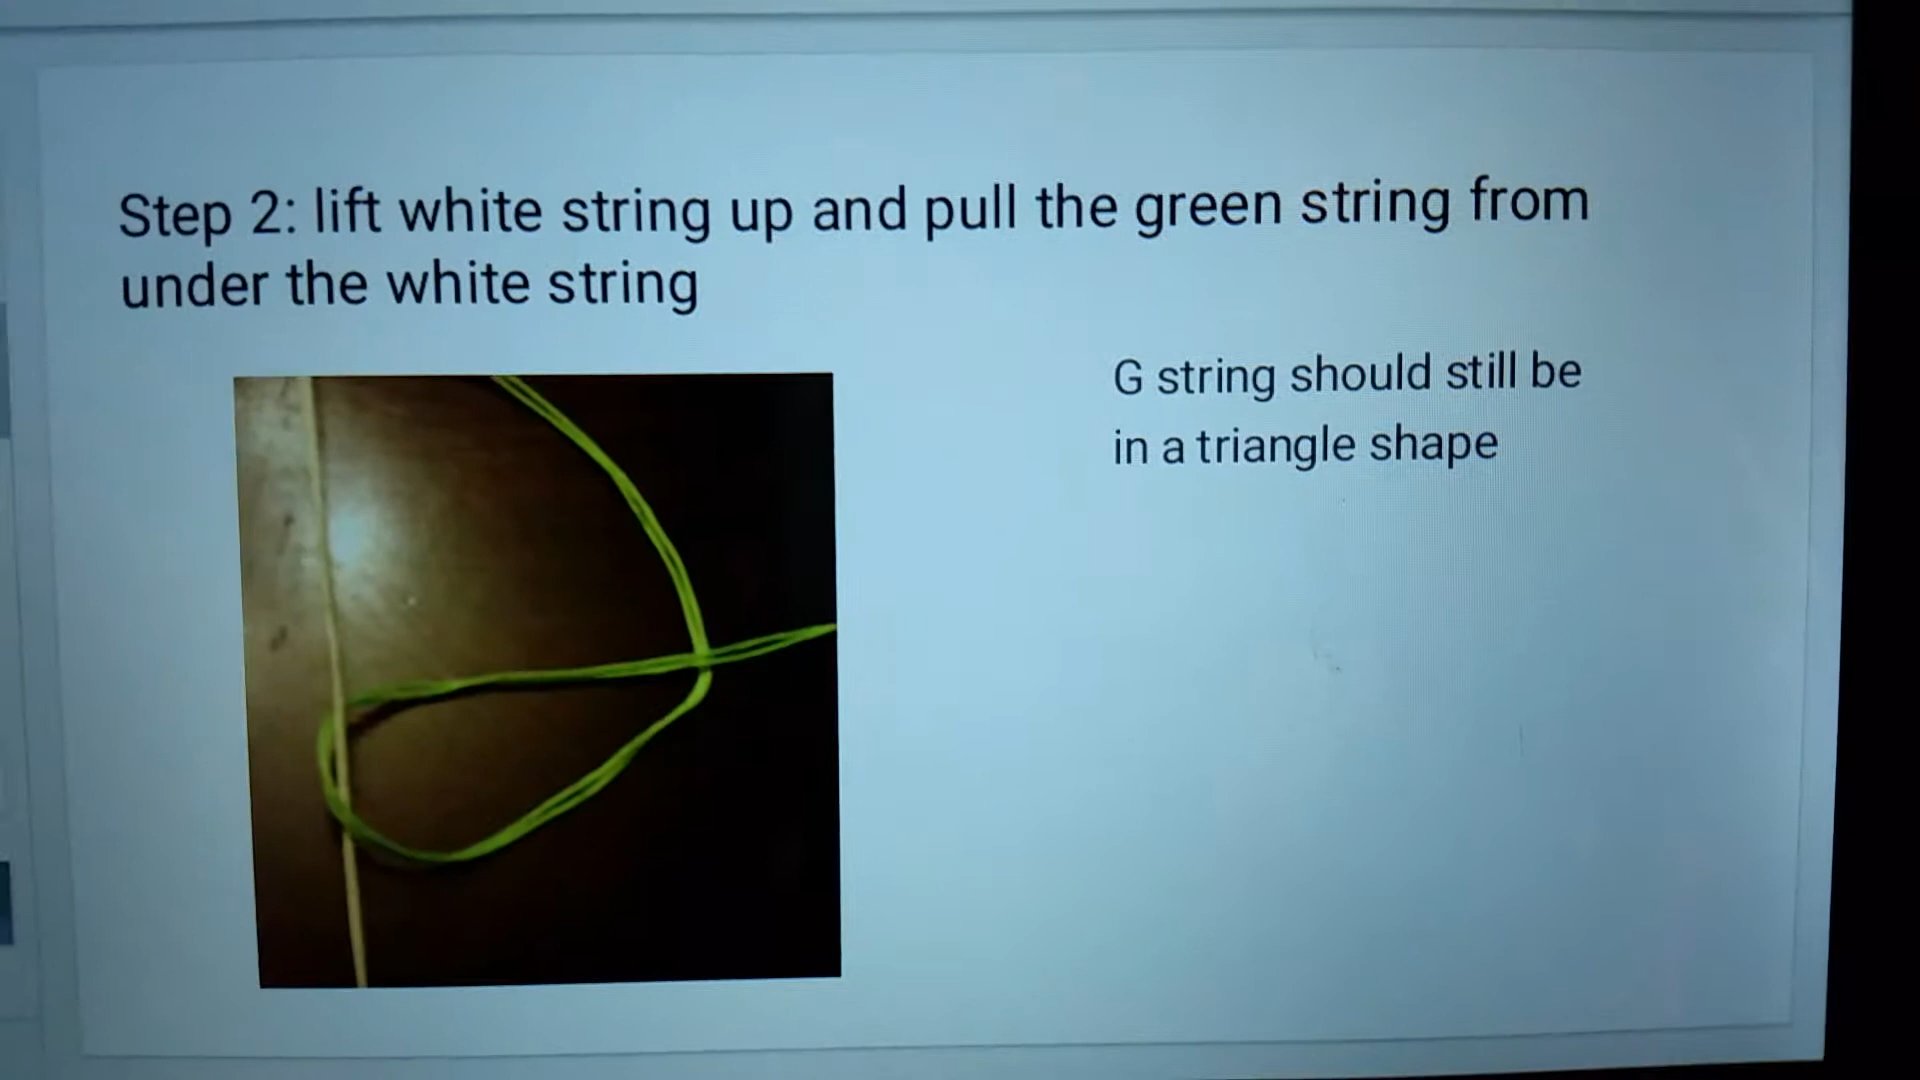 Step 2: lift white string up and pull the green string from
under the white string
G string should still be
in a triangle shape